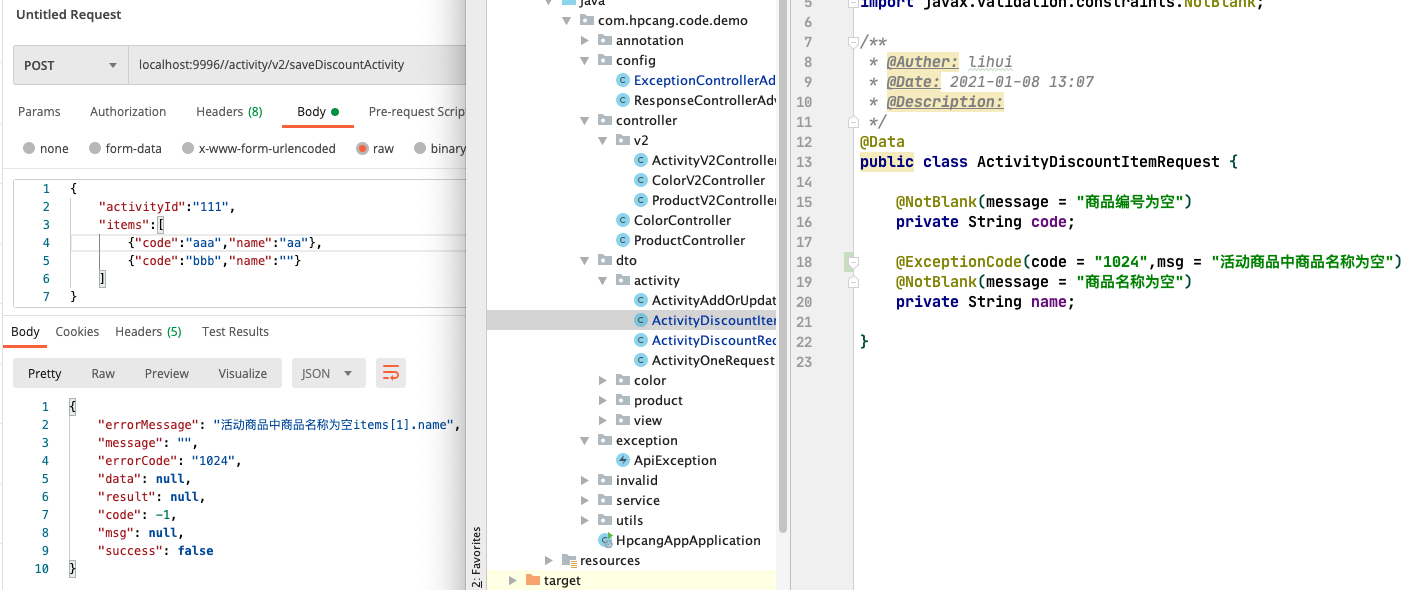 Untitled Request
POST
localhost:9996//activity/v2/saveDiscountActivity
Params Authorization Headers (8) Body Pre-request Scrip
none form-data x-www-form-urlencoded raw binary
1 {
2 "activityId":"111",
3 "items":[
4 {"code":"aaa","name":"aa"},
5 {"code":"bbb","name":""}
6 ]
7 }
Body Cookies Headers (5) Test Results
Pretty Raw Preview Visualize JSON
1 {
2 "errorMessage": "活动商品中商品名称为空items[1].name",
3 "message": "",
4 "errorCode": "1024",
5 "data": null,
6 "result": null,
7 "code": -1,
8 "msg": null,
9 "success": false
10 }
2: Favorites
java
com.hpcang.code.demo
annotation
config
ExceptionControllerAd
ResponseControllerAdv
controller
v2
ActivityV2Controller
ColorV2Controller
ProductV2Controller
ColorController
ProductController
dto
activity
ActivityAddOrUpdat
ActivityDiscountIter
ActivityDiscountRec
ActivityOneRequest
color
product
view
exception
ApiException
invalid
service
utils
HpcangAppApplication
resources
target
5 import javax.validation.constraints.NotBlank;
6
7 /**
8 * @Auther: lihui
9 * @Date: 2021-01-08 13:07
10 * @Description:
11 */
12 @Data
13 public class ActivityDiscountItemRequest {
14
15 @NotBlank(message = "商品编号为空")
16 private String code;
17
18 @ExceptionCode(code = "1024",msg = "活动商品中商品名称为空")
19 @NotBlank(message = "商品名称为空")
20 private String name;
21
22 }
23